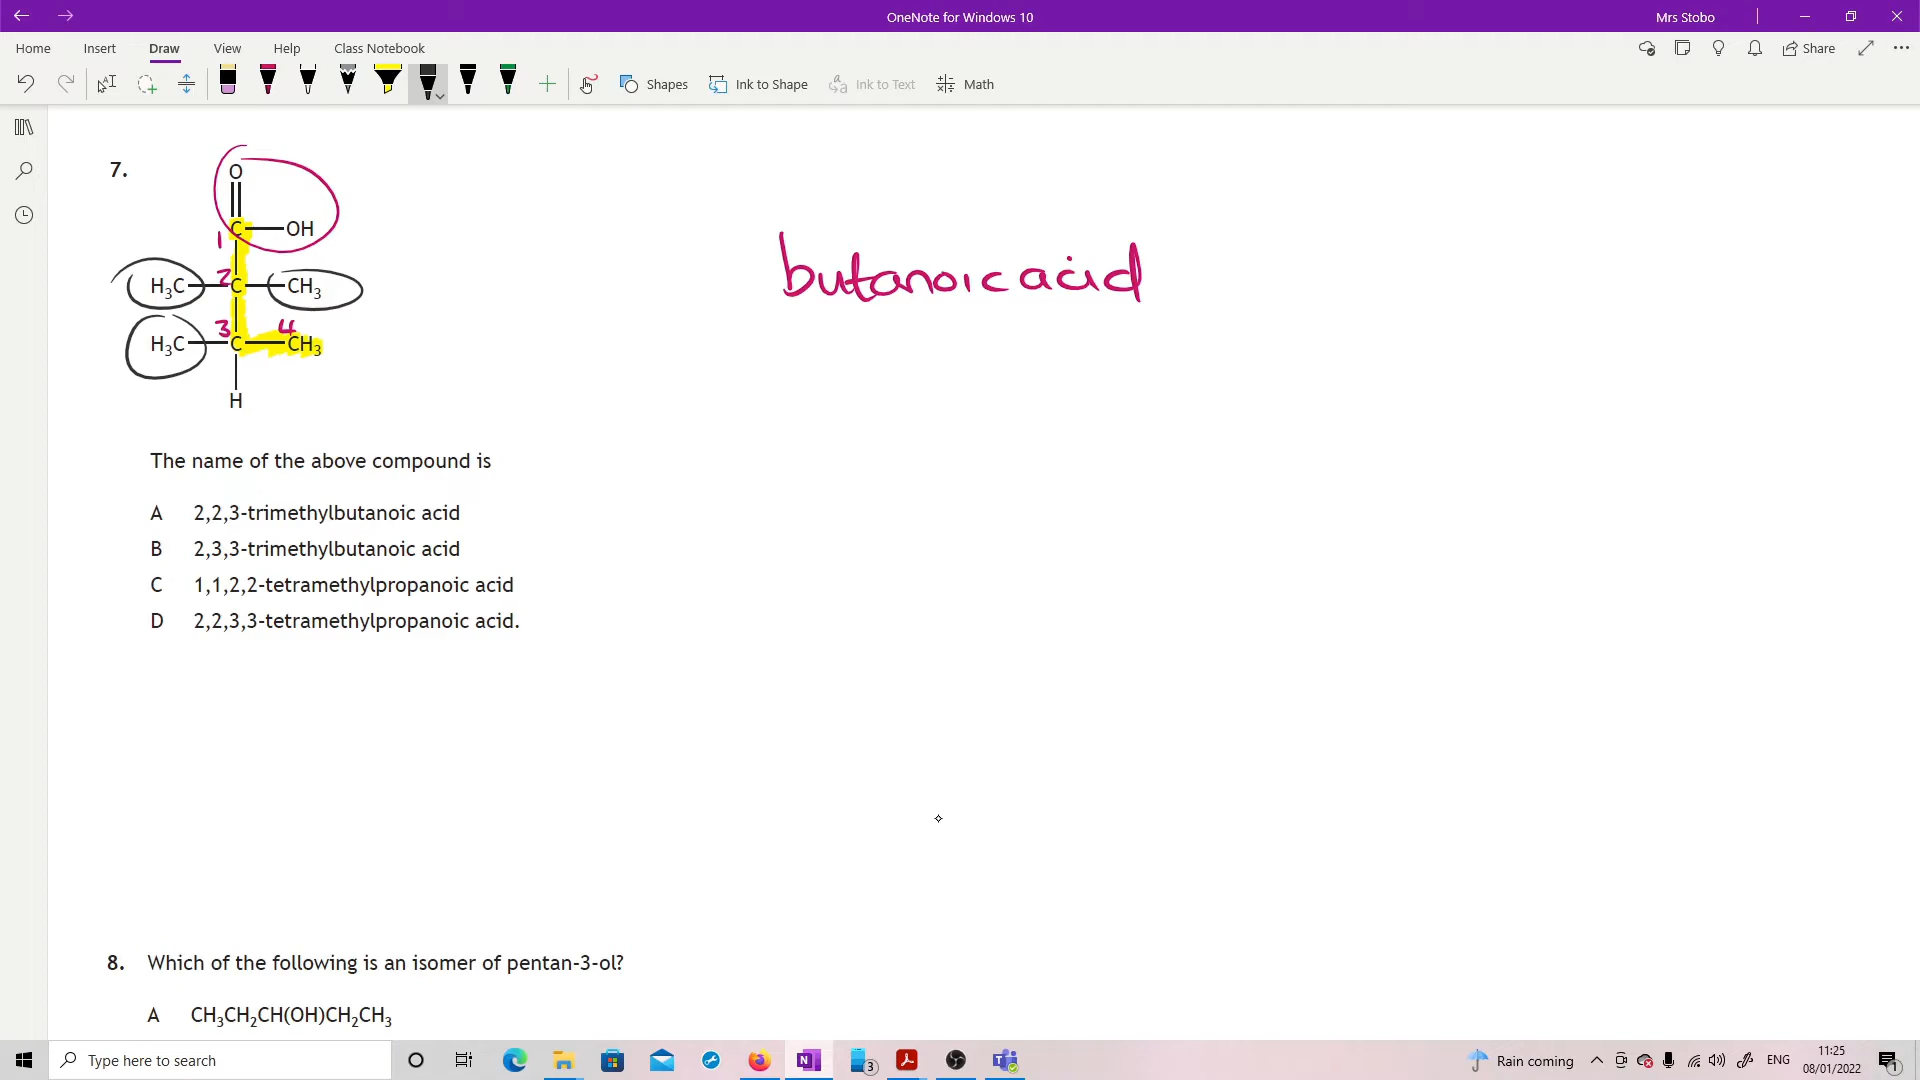 OneNote for Windows 10
Mrs Stobo
Home Insert Draw View Help Class Notebook
Share
Shapes Ink to Shape Ink to Text Math
7.
O
C OH
1
H₃C 2 C CH₃
3 4
H₃C C CH₃
H
butanoic acid
The name of the above compound is
A 2,2,3-trimethylbutanoic acid
B 2,3,3-trimethylbutanoic acid
C 1,1,2,2-tetramethylpropanoic acid
D 2,2,3,3-tetramethylpropanoic acid.
8. Which of the following is an isomer of pentan-3-ol?
A CH₃CH₂CH(OH)CH₂CH₃
Type here to search
3
Rain coming
ENG
11:25
08/01/2022
1